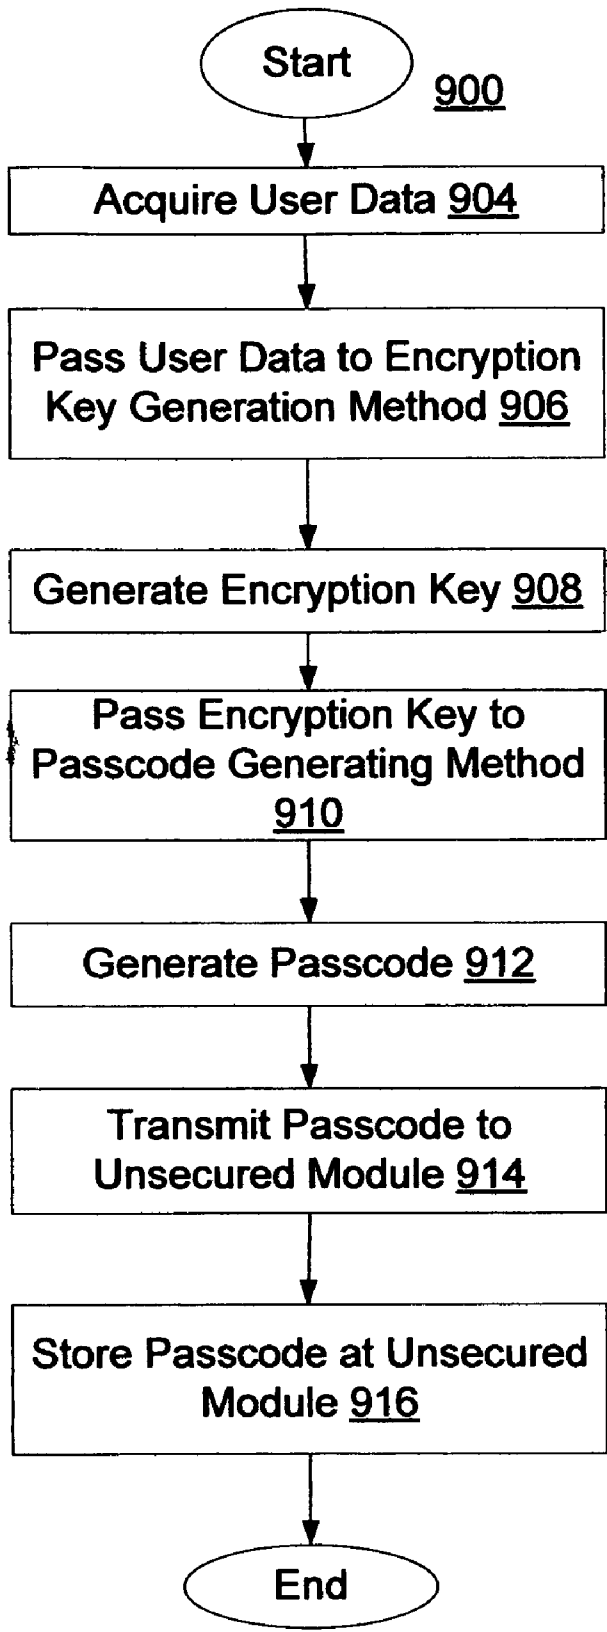 Start
900
Acquire User Data 904
Pass User Data to Encryption
Key Generation Method 906
Generate Encryption Key 908
Pass Encryption Key to
Passcode Generating Method
910
Generate Passcode 912
Transmit Passcode to
Unsecured Module 914
Store Passcode at Unsecured
Module 916
End